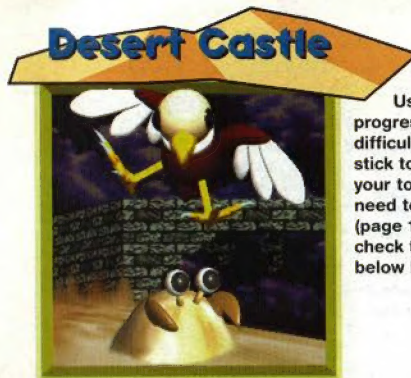 Desert Castle
Us
progres
difficul
stick to
your to
need to
(page 1
check t
below